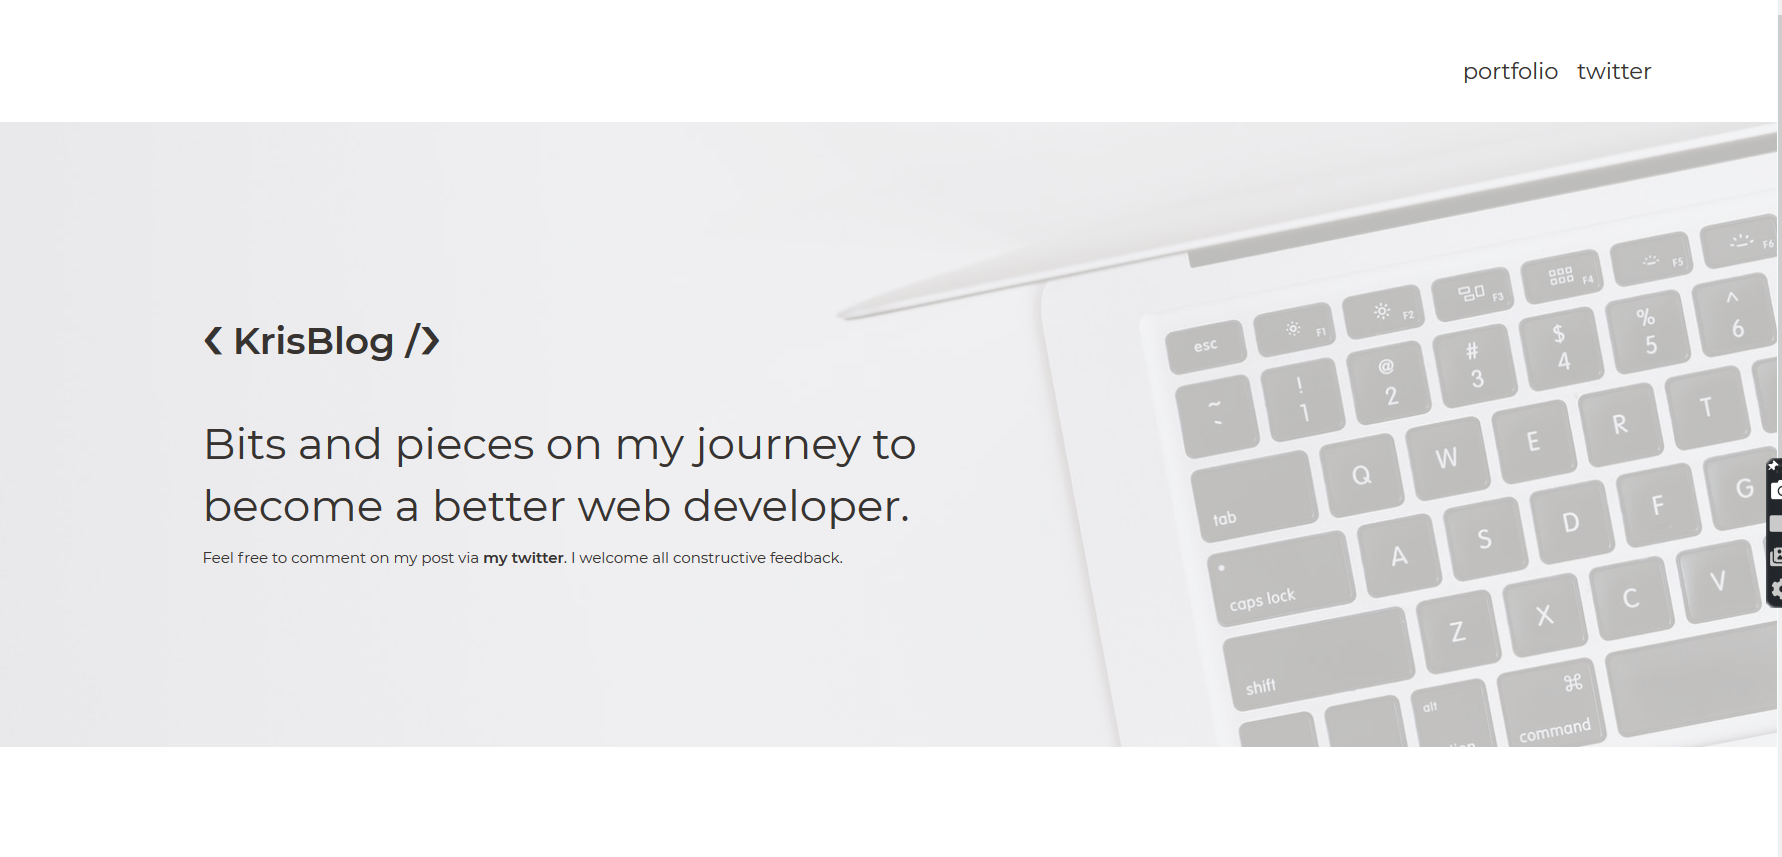 portfolio twitter
❮ KrisBlog /❯
Bits and pieces on my journey to
become a better web developer.
Feel free to comment on my post via my twitter. I welcome all constructive feedback.
esc F1 F2 F3 F4 F5 F6
~ ! @ # $ % ^
` 1 2 3 4 5 6
tab Q W E R T
caps lock A S D F G
shift Z X C V
alt ⌘
command